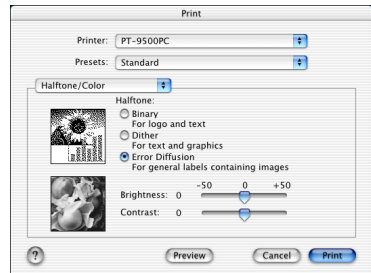 Print
Printer: PT-9500PC
Presets: Standard
Halftone/Color
Halftone:
Binary
For logo and text
Dither
For text and graphics
Error Diffusion
For general labels containing images
-50 0 +50
Brightness: 0
Contrast: 0
? Preview Cancel Print